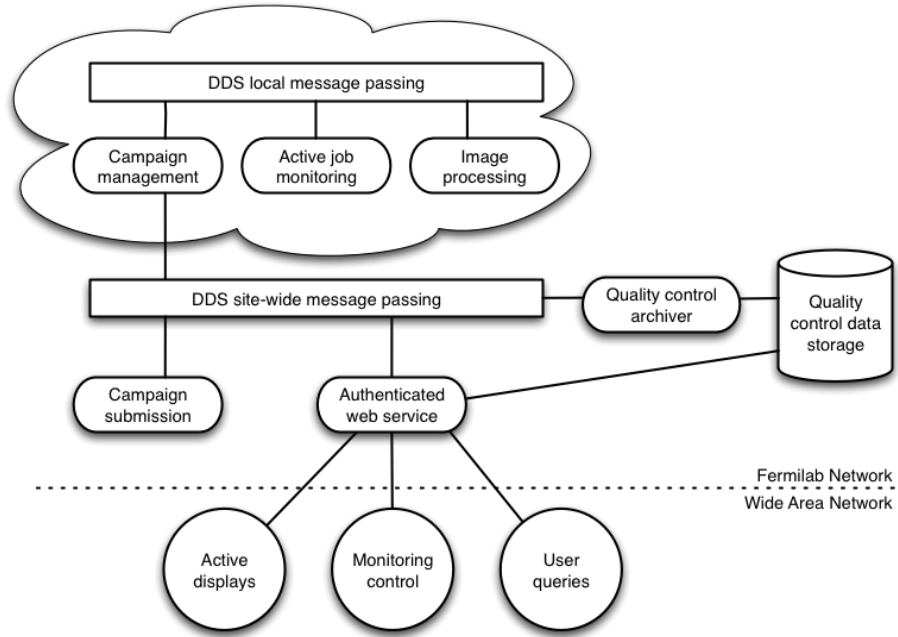 DDS local message passing
Campaign
management
Active job
monitoring
Image
processing
DDS site-wide message passing
Quality control
archiver
Quality
control data
storage
Campaign
submission
Authenticated
web service
Fermilab Network
Wide Area Network
Active
displays
Monitoring
control
User
queries